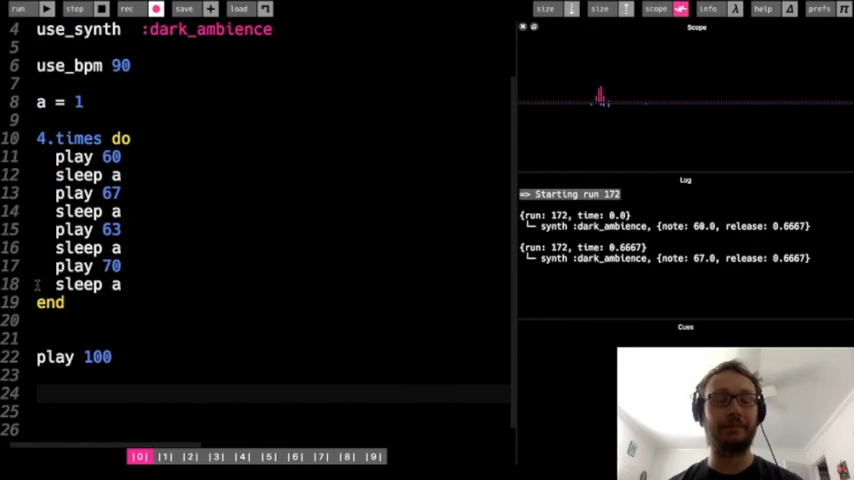 run stop rec save load size size scope info help prefs
4 use_synth :dark_ambience
5
6 use_bpm 90
7
8 a = 1
9
10 4.times do
11 play 60
12 sleep a
13 play 67
14 sleep a
15 play 63
16 sleep a
17 play 70
18 sleep a
19 end
20
21
22 play 100
23
24
25
26
|0| |1| |2| |3| |4| |5| |6| |7| |8| |9|
Scope
Log
=> Starting run 172
{run: 172, time: 0.0}
└─ synth :dark_ambience, {note: 60.0, release: 0.6667}
{run: 172, time: 0.6667}
└─ synth :dark_ambience, {note: 67.0, release: 0.6667}
Cues